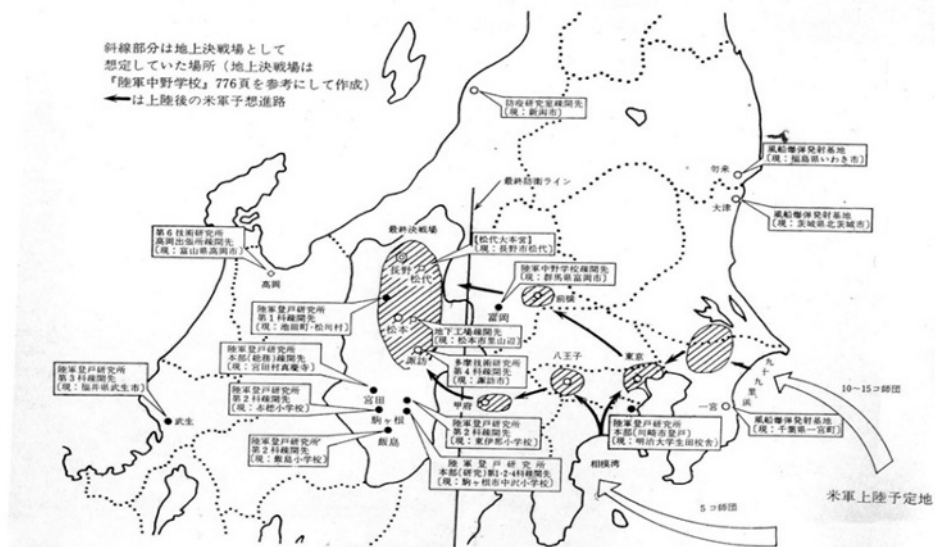 斜線部分は地上決戦場として
想定していた場所（地上決戦場は
『陸軍中野学校』776頁を参考にして作成）
←は上陸後の米軍予想進路
防疫研究室疎開先
（現：新潟市）
風船爆弾発射基地
（現：福島県いわき市）
勿来
最終防衛ライン
大津
風船爆弾発射基地
（現：茨城県北茨城市）
第6技術研究所
高岡出張所疎開先
（現：富山県高岡市）
高岡
最終決戦場
【松代大本営】
（現：長野市松代）
長野
松代
陸軍中野学校疎開先
（現：群馬県富岡市）
富岡
前橋
陸軍登戸研究所
第1科疎開先
（現：池田町・松川村）
松本
地下工場疎開先
（現：松本市里山辺）
諏訪
多摩技術研究所
第4科疎開先
（現：諏訪市）
八王子
東京
九十九里浜
10〜15コ師団
陸軍登戸研究所
本部（総務）疎開先
（現：宮田村真慶寺）
陸軍登戸研究所
第3科疎開先
（現：福井県武生市）
武生
陸軍登戸研究所
第2科疎開先
（現：赤穂小学校）
宮田
駒ヶ根
飯島
甲府
陸軍登戸研究所
第2科疎開先
（現：東伊那小学校）
陸軍登戸研究所
本部（川崎市登戸）
（現：明治大学生田校舎）
一宮
風船爆弾発射基地
（現：千葉県一宮町）
陸軍登戸研究所
第2科疎開先
（現：飯島小学校）
陸軍登戸研究所
本部（研究）第1・2・4科疎開先
（現：駒ヶ根市中沢小学校）
相模湾
5コ師団
米軍上陸予定地